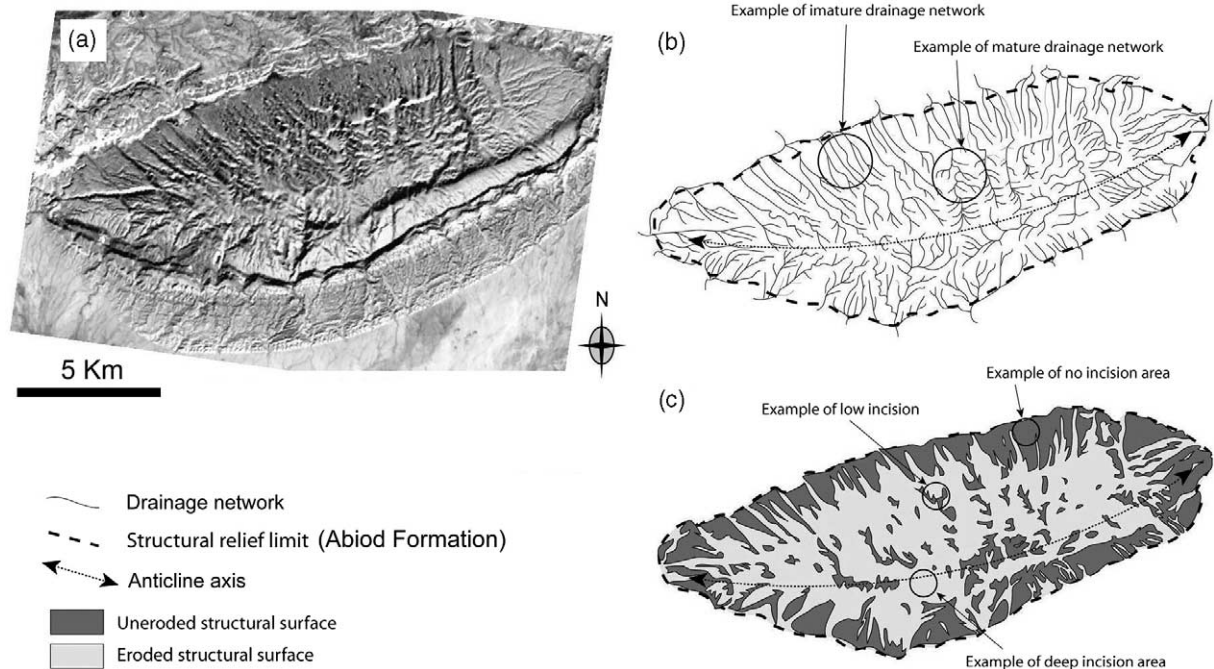 (a)
N
5 Km
Drainage network
Structural relief limit (Abiod Formation)
Anticline axis
Uneroded structural surface
Eroded structural surface
(b)
Example of imature drainage network
Example of mature drainage network
(c)
Example of no incision area
Example of low incision
Example of deep incision area